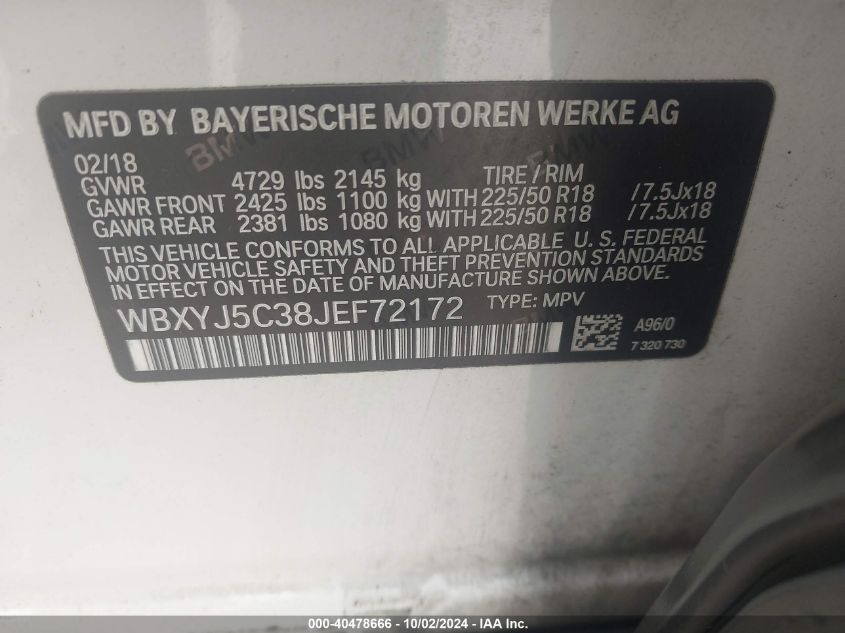 MFD BY BAYERISCHE MOTOREN WERKE AG
02/18
GVWR 4729 lbs 2145 kg TIRE / RIM
GAWR FRONT 2425 lbs 1100 kg WITH 225/50 R18 /7.5Jx18
GAWR REAR 2381 lbs 1080 kg WITH 225/50 R18 /7.5Jx18
THIS VEHICLE CONFORMS TO ALL APPLICABLE U. S. FEDERAL
MOTOR VEHICLE SAFETY AND THEFT PREVENTION STANDARDS
IN EFFECT ON THE DATE OF MANUFACTURE SHOWN ABOVE.
WBXYJ5C38JEF72172 TYPE: MPV
A96/0
7 320 730
000-40478666 - 10/02/2024 - IAA Inc.